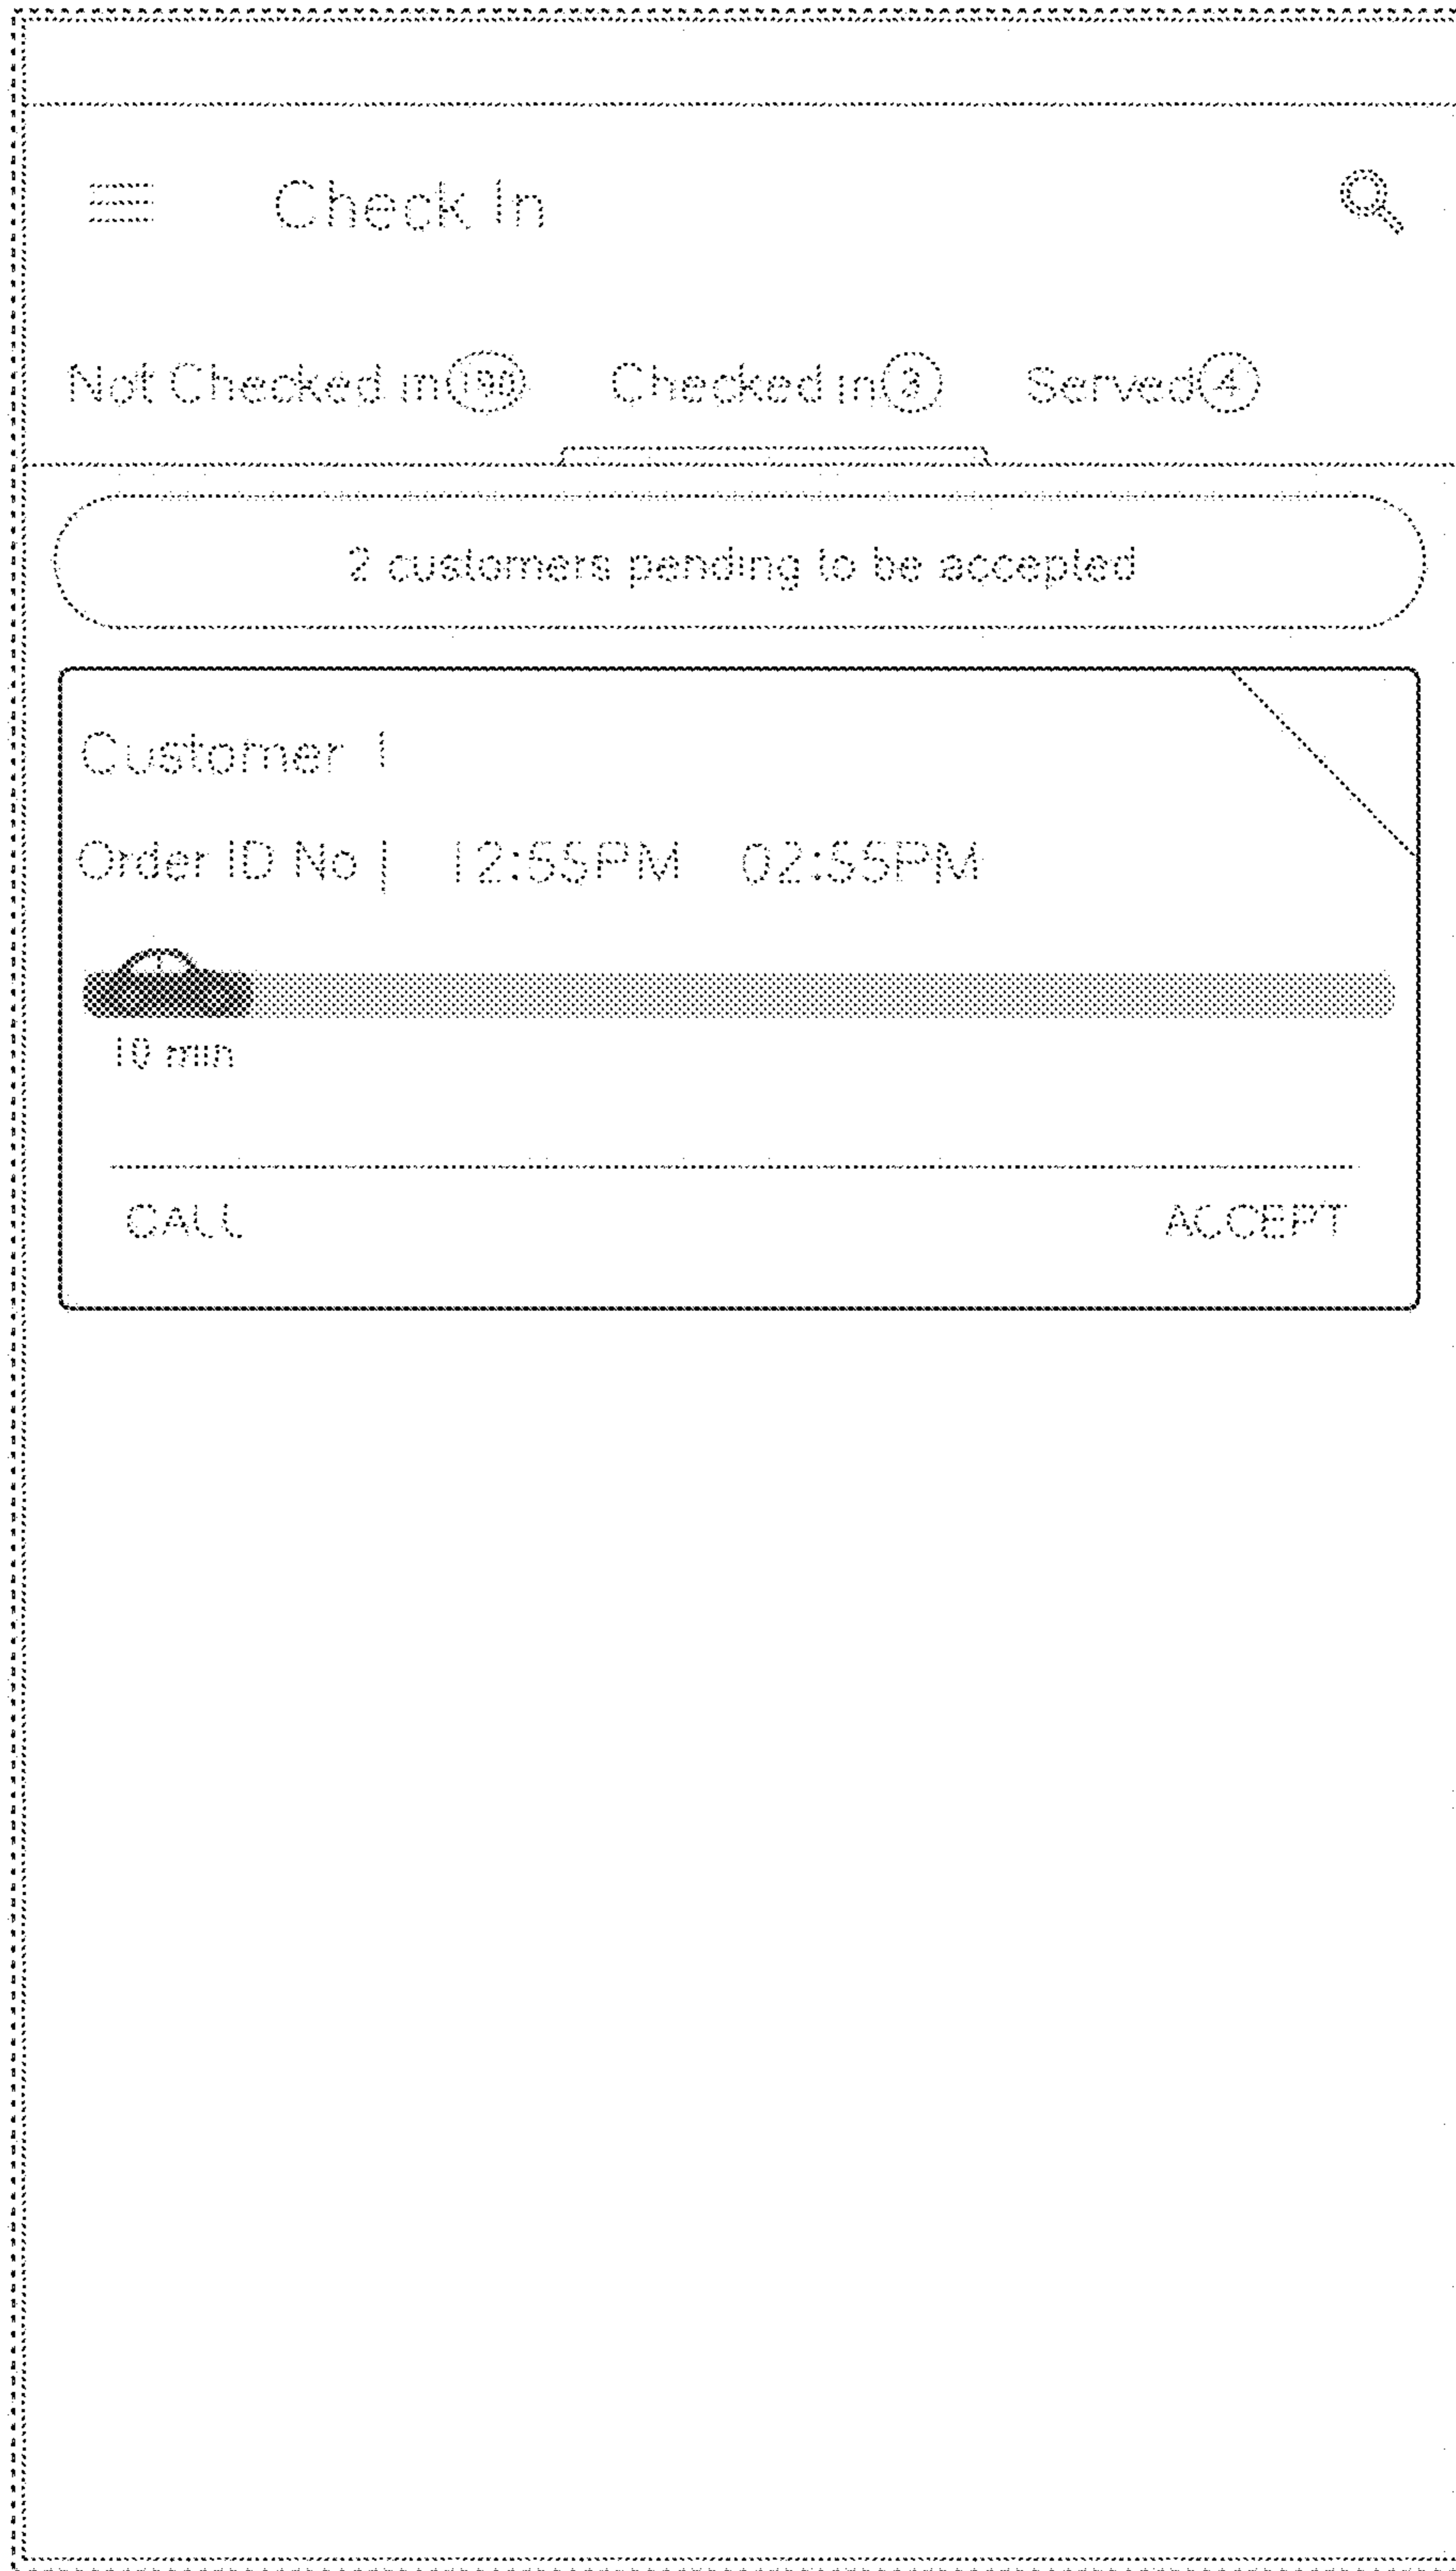 Check In
Not Checked in 190 Checked in 3 Served 4
2 customers pending to be accepted
Customer 1
Order ID No | 12:55PM 02:55PM
10 min
CALL ACCEPT